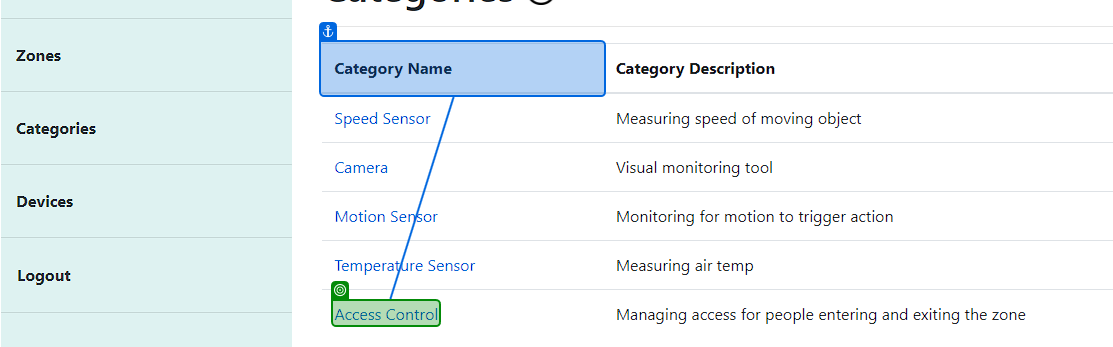 Categories
Zones
Category Name Category Description
Speed Sensor Measuring speed of moving object
Categories
Camera Visual monitoring tool
Devices
Motion Sensor Monitoring for motion to trigger action
Logout
Temperature Sensor Measuring air temp
Access Control Managing access for people entering and exiting the zone